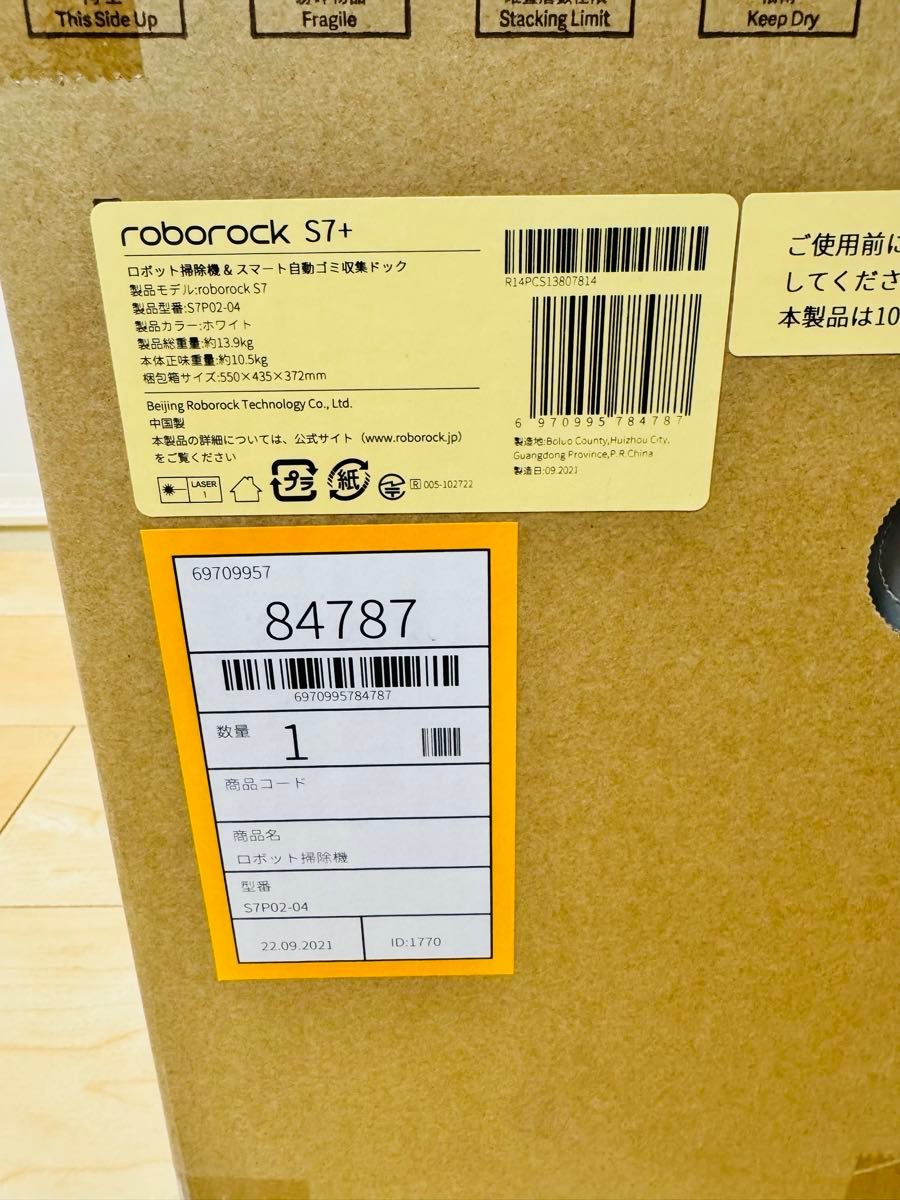 This Side Up
Fragile
Stacking Limit
Keep Dry
roborock S7+
ロボット掃除機 & スマート自動ゴミ収集ドック
製品モデル:roborock S7
製品型番:S7P02-04
製品カラー:ホワイト
製品総重量:約13.9kg
本体正味重量:約10.5kg
梱包箱サイズ:550×435×372mm
Beijing Roborock Technology Co., Ltd.
中国製
本製品の詳細については、公式サイト（www.roborock.jp）
をご覧ください
LASER
1
プラ
紙
R 005-102722
R14PCS13807814
6 970995 784787
製造地:Boluo County,Huizhou City,
Guangdong Province,P.R.China
製造日:09.2021
ご使用前に
してくださ
本製品は10
69709957
84787
6970995784787
数量 1
商品コード
商品名
ロボット掃除機
型番
S7P02-04
22.09.2021 ID:1770